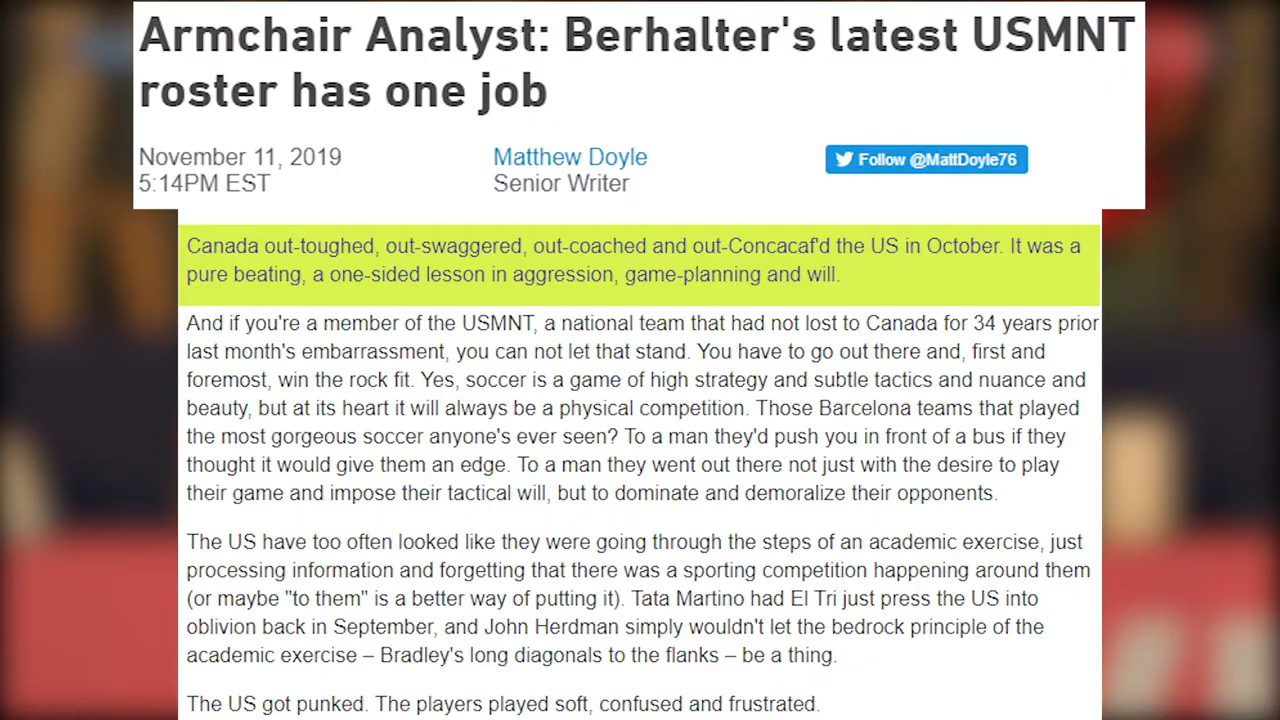 Armchair Analyst: Berhalter's latest USMNT
roster has one job
November 11, 2019
5:14PM EST
Matthew Doyle
Senior Writer
Follow @MattDoyle76
Canada out-toughed, out-swaggered, out-coached and out-Concacaf'd the US in October. It was a
pure beating, a one-sided lesson in aggression, game-planning and will.
And if you're a member of the USMNT, a national team that had not lost to Canada for 34 years prior
last month's embarrassment, you can not let that stand. You have to go out there and, first and
foremost, win the rock fit. Yes, soccer is a game of high strategy and subtle tactics and nuance and
beauty, but at its heart it will always be a physical competition. Those Barcelona teams that played
the most gorgeous soccer anyone's ever seen? To a man they'd push you in front of a bus if they
thought it would give them an edge. To a man they went out there not just with the desire to play
their game and impose their tactical will, but to dominate and demoralize their opponents.
The US have too often looked like they were going through the steps of an academic exercise, just
processing information and forgetting that there was a sporting competition happening around them
(or maybe "to them" is a better way of putting it). Tata Martino had El Tri just press the US into
oblivion back in September, and John Herdman simply wouldn't let the bedrock principle of the
academic exercise – Bradley's long diagonals to the flanks – be a thing.
The US got punked. The players played soft, confused and frustrated.